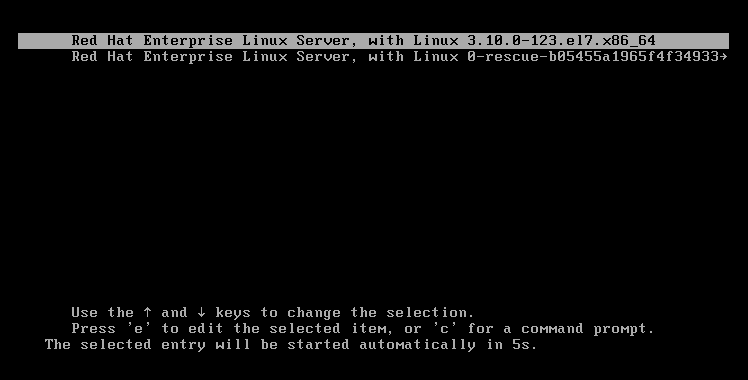 Red Hat Enterprise Linux Server, with Linux 3.10.0-123.el7.x86_64
Red Hat Enterprise Linux Server, with Linux 0-rescue-b05455a1965f4f34933→
Use the ↑ and ↓ keys to change the selection.
Press 'e' to edit the selected item, or 'c' for a command prompt.
The selected entry will be started automatically in 5s.